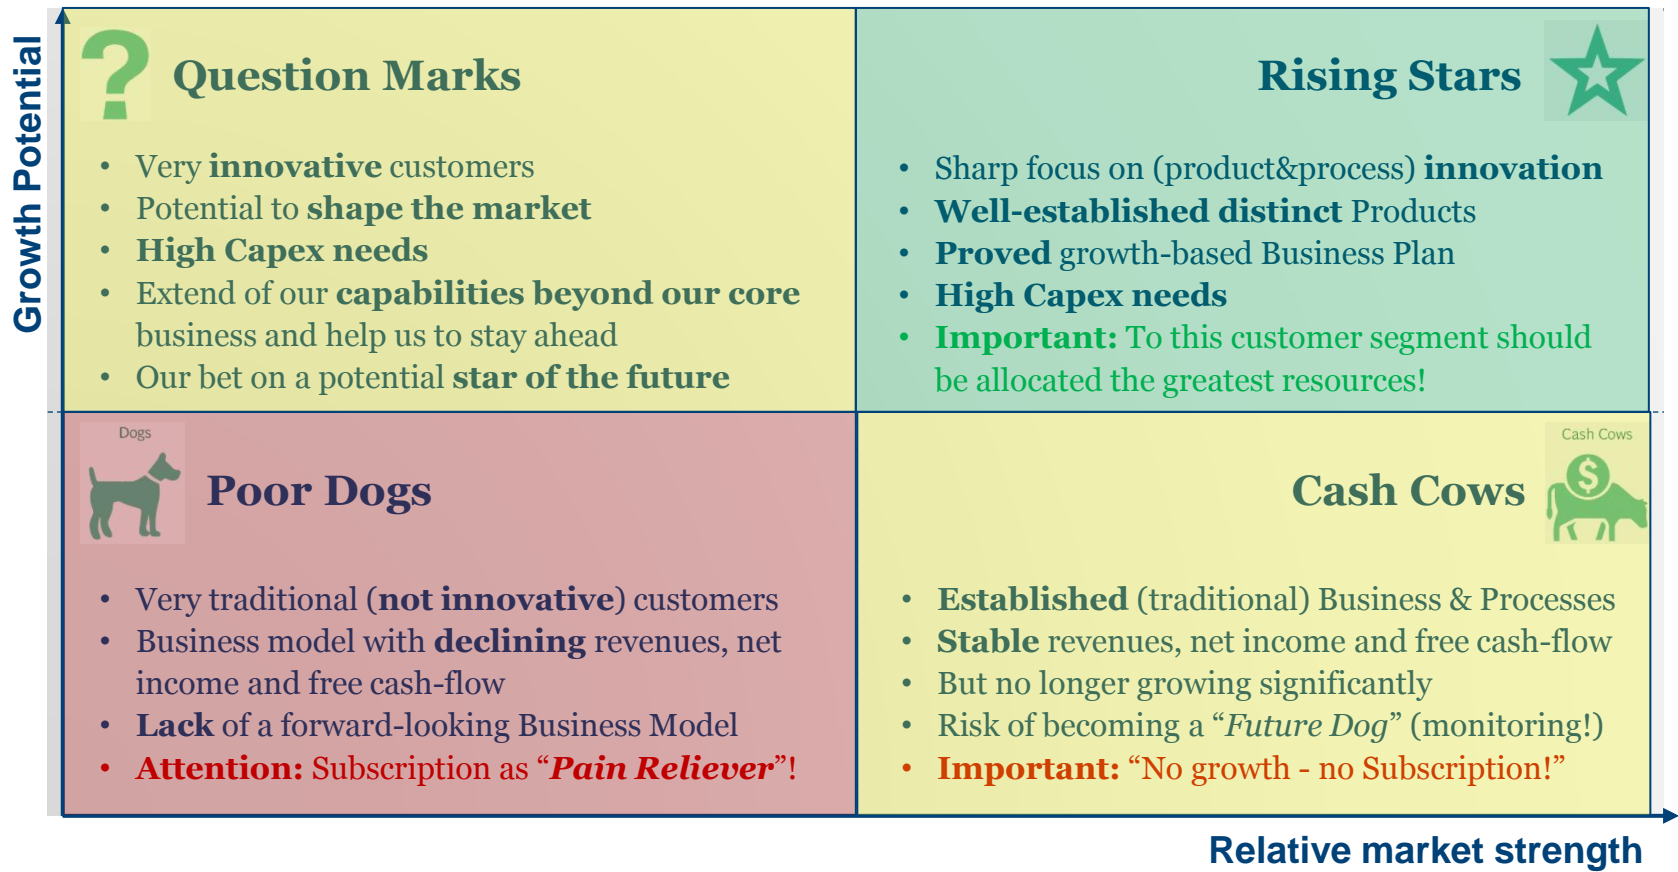 Growth Potential
?
Question Marks
• Very innovative customers
• Potential to shape the market
• High Capex needs
• Extend of our capabilities beyond our core
business and help us to stay ahead
• Our bet on a potential star of the future
Rising Stars
• Sharp focus on (product&process) innovation
• Well-established distinct Products
• Proved growth-based Business Plan
• High Capex needs
• Important: To this customer segment should
be allocated the greatest resources!
Dogs
Poor Dogs
• Very traditional (not innovative) customers
• Business model with declining revenues, net
income and free cash-flow
• Lack of a forward-looking Business Model
• Attention: Subscription as “Pain Reliever”!
Cash Cows
$
Cash Cows
• Established (traditional) Business & Processes
• Stable revenues, net income and free cash-flow
• But no longer growing significantly
• Risk of becoming a “Future Dog” (monitoring!)
• Important: “No growth - no Subscription!”
Relative market strength